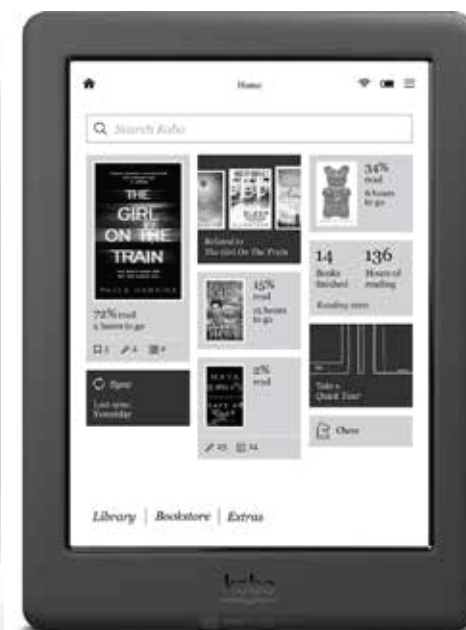 Home
Search Kobo
THE
GIRL
ON THE
TRAIN
PAULA HAWKINS
72% read
2 hours to go
Sync
Last sync:
Yesterday
Related to
The Girl On The Train
15%
read
15 hours
to go
2%
read
MAYA
34%
read
6 hours
to go
14
Books
finished
136
Hours of
reading
Reading stats
Take a
Quick Tour
Chess
Library | Bookstore | Extras
kobo